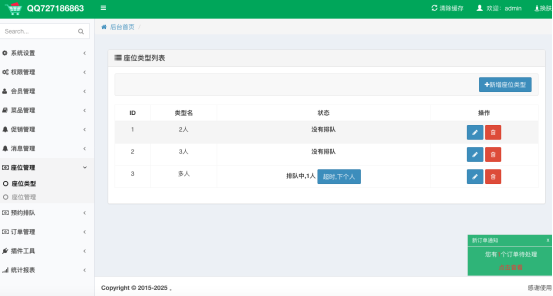 QQ727186863
清除缓存
欢迎: admin
Search...
后台首页 /
系统设置
权限管理
会员管理
菜品管理
促销管理
消息管理
座位管理
座位类型
座位管理
预约排队
订单管理
插件工具
统计报表
座位类型列表
+新增座位类型
ID 类型名 状态 操作
1 2人 没有排队
2 3人 没有排队
3 多人 排队中,1人 超时,下个人
新订单通知 x
您有 个订单待处理
Copyright © 2015-2025 .
感谢使用